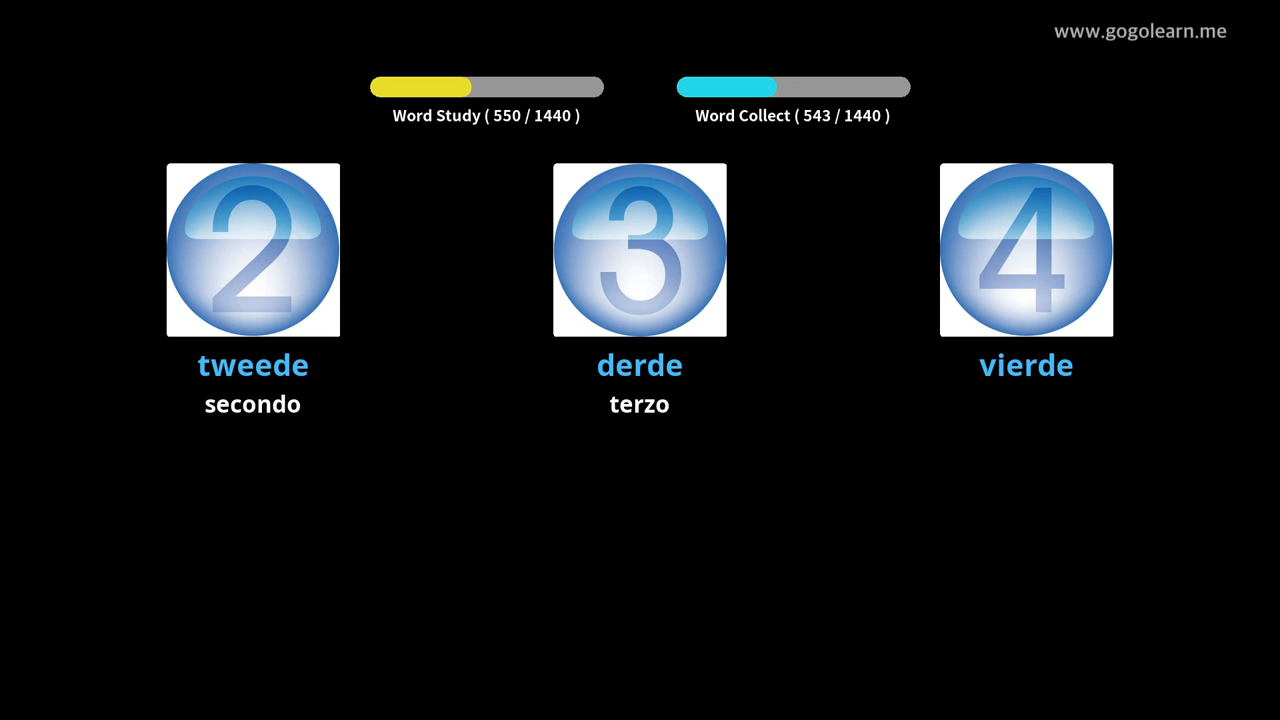 www.gogolearn.me
Word Study ( 550 / 1440 )
Word Collect ( 543 / 1440 )
2
3
4
tweede
derde
vierde
secondo
terzo